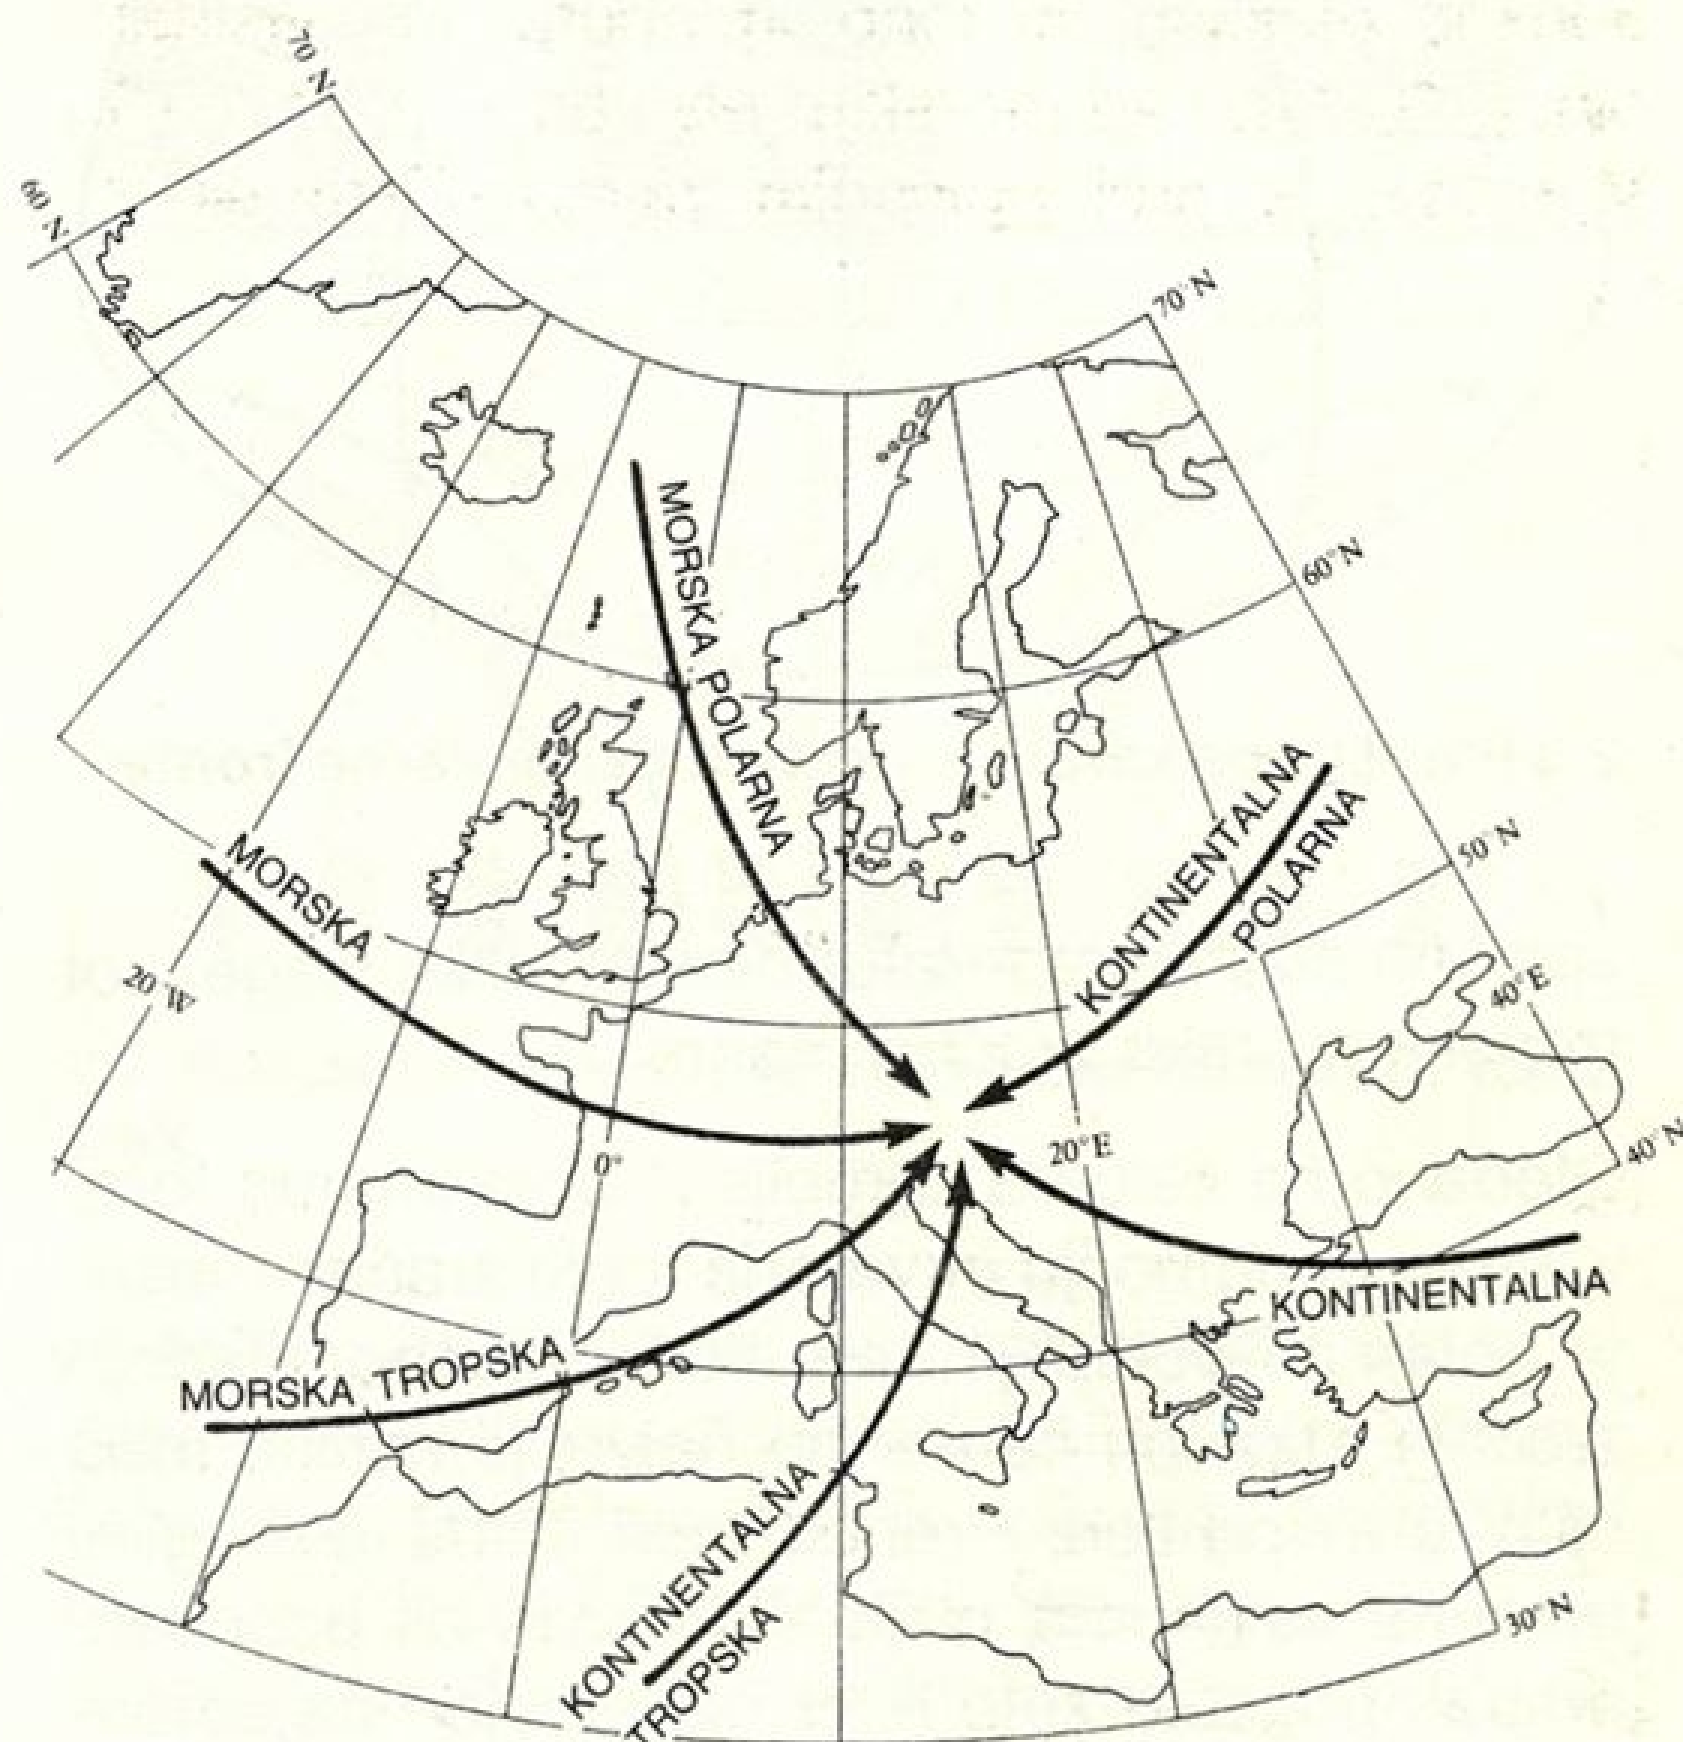 70 N
60 N
70°N
60°N
MORSKA POLARNA
KONTINENTALNA
POLARNA
50°N
MORSKA
20°W
40°E
0°
20°E
40°N
KONTINENTALNA
MORSKA TROPSKA
KONTINENTALNA
TROPSKA
30°N